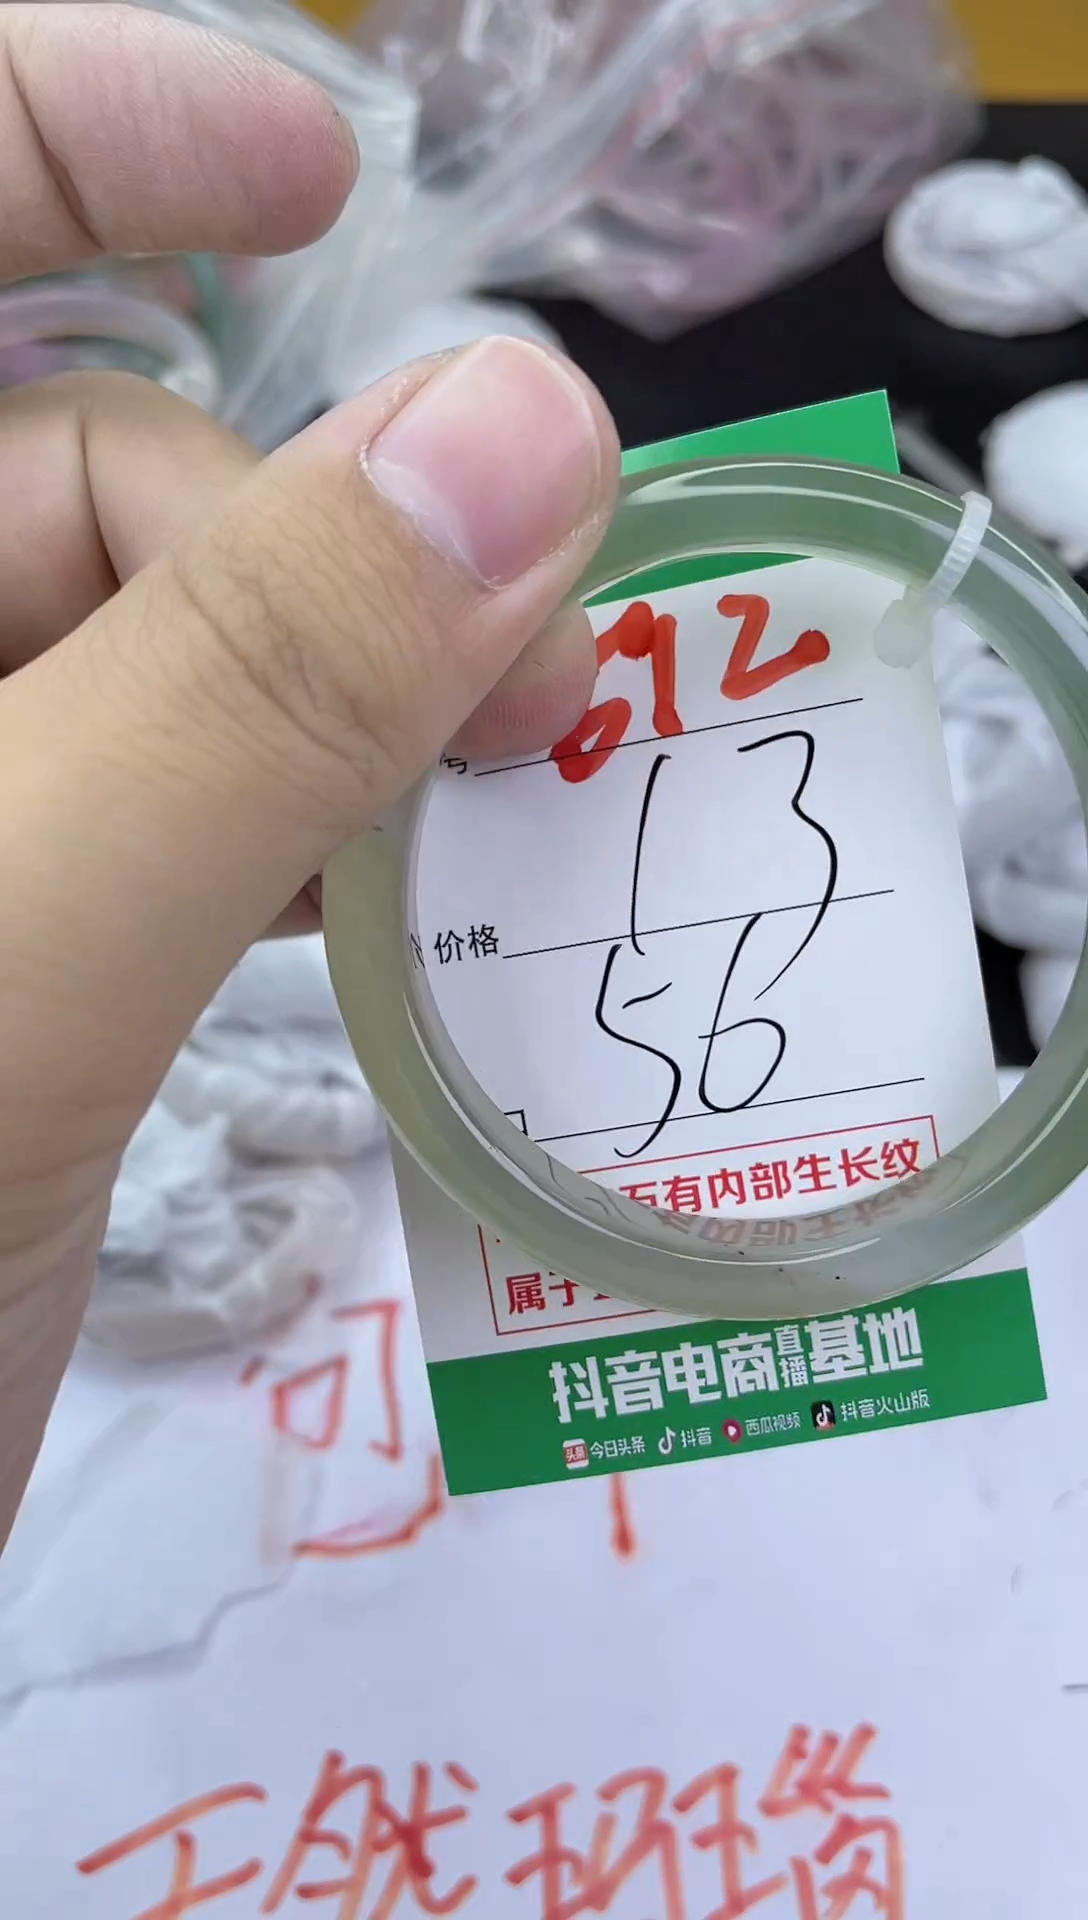 612
号
13
价格
56
石有内部生长纹
属于
抖音电商直播基地
今日头条 抖音 西瓜视频 抖音火山版
天然玛瑙